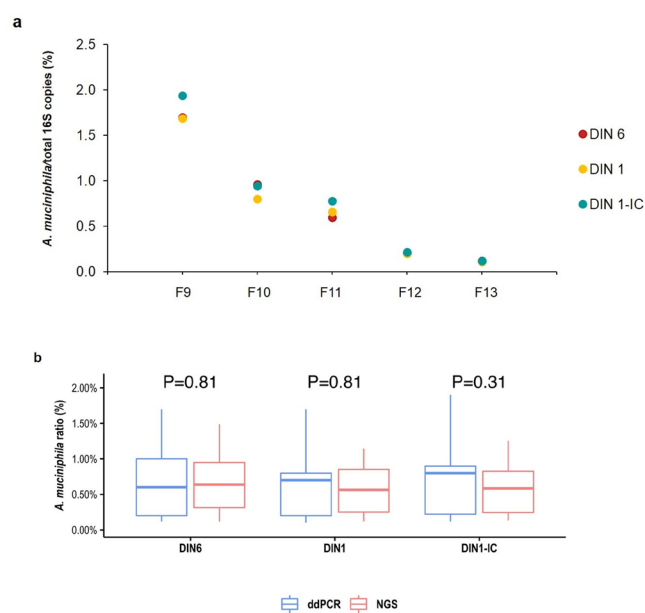 a
A. muciniphila/total 16S copies (%)
2.5
2.0
1.5
1.0
0.5
0.0
F9 F10 F11 F12 F13
DIN 6
DIN 1
DIN 1-IC
b
A. muciniphila ratio (%)
2.00%
1.50%
1.00%
0.50%
0.00%
P=0.81 P=0.81 P=0.31
DIN6 DIN1 DIN1-IC
ddPCR NGS